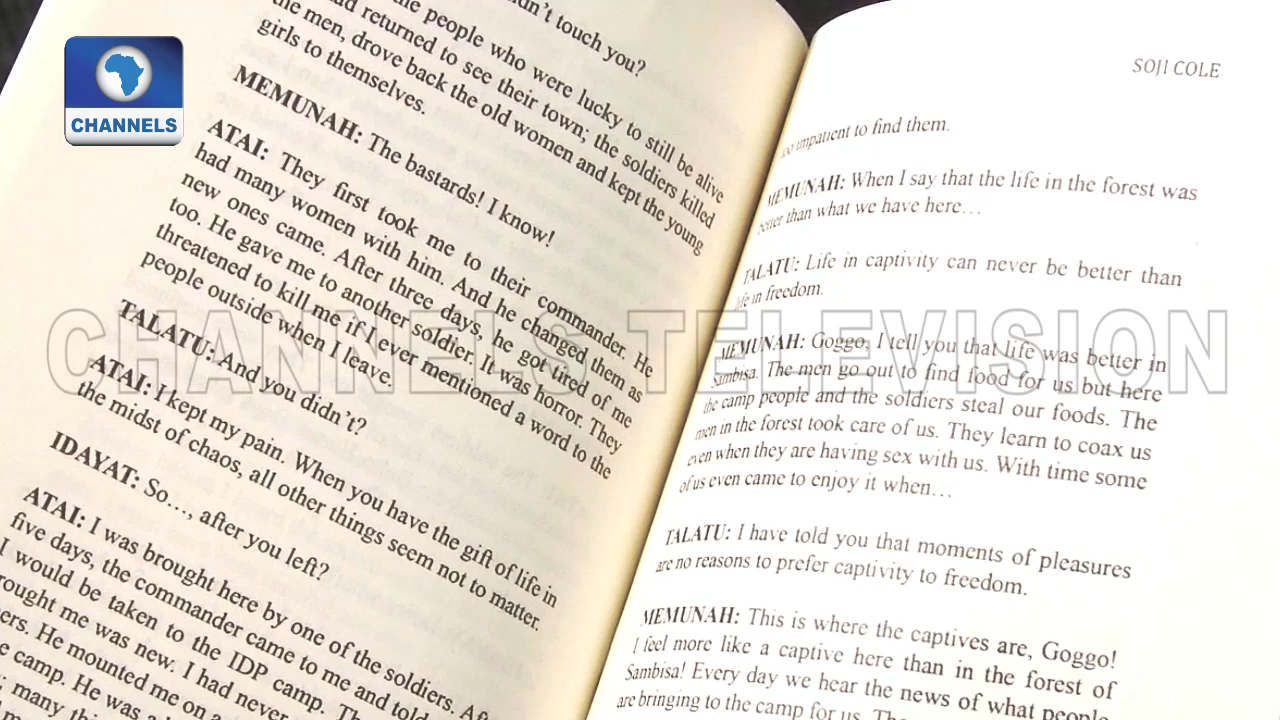 CHANNELS
CHANNELS TELEVISION
touch you?
the people who were lucky to still be alive
had returned to see their town; the soldiers killed
the men, drove back the old women and kept the young
girls to themselves.
MEMUNAH: The bastards! I know!
ATAI: They first took me to their commander. He
had many women with him. And he changed them as
new ones came. After three days, he got tired of me
too. He gave me to another soldier. It was horror. They
threatened to kill me if I ever mentioned a word to the
people outside when I leave.
TALATU: And you didn't?
ATAI: I kept my pain. When you have the gift of life in
the midst of chaos, all other things seem not to matter.
IDAYAT: So…, after you left?
ATAI: I was brought here by one of the soldiers.
five days, the commander came to me and told
I would be taken to the IDP camp.
brought me was new. I had never
He mounted me on a
camp. He was
many
SOJI COLE
too impatient to find them.
MEMUNAH: When I say that the life in the forest was
better than what we have here…
TALATU: Life in captivity can never be better than
life in freedom.
MEMUNAH: Goggo, I tell you that life was better in
Sambisa. The men go out to find food for us but here
the camp people and the soldiers steal our foods. The
men in the forest took care of us. They learn to coax us
even when they are having sex with us. With time some
of us even came to enjoy it when…
TALATU: I have told you that moments of pleasures
are no reasons to prefer captivity to freedom.
MEMUNAH: This is where the captives are, Goggo!
I feel more like a captive here than in the forest of
Sambisa! Every day we hear the news of what people
are bringing to the camp for us.